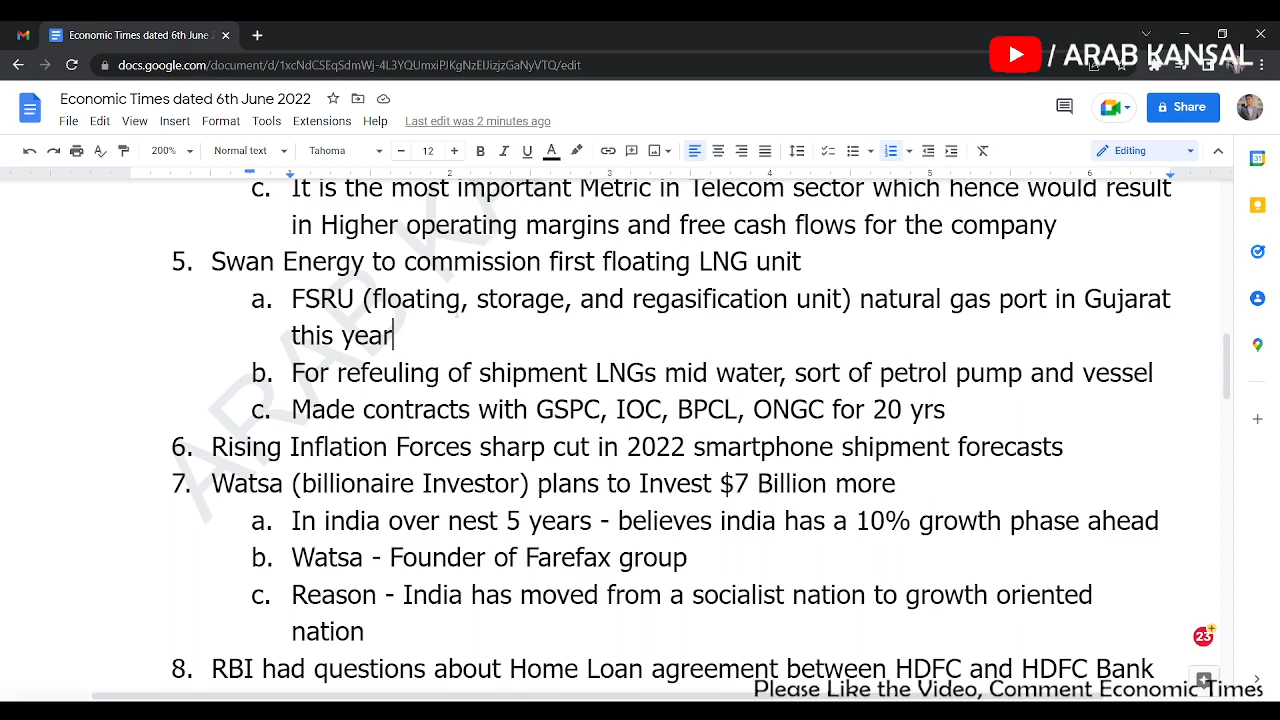 Economic Times dated 6th June 2
/ ARAB KANSAL
Economic Times dated 6th June 2022
File Edit View Insert Format Tools Extensions Help Last edit was 2 minutes ago
Share
200% Normal text Tahoma 12 Editing
2 3 4 5 6
c. It is the most important Metric in Telecom sector which hence would result
in Higher operating margins and free cash flows for the company
5. Swan Energy to commission first floating LNG unit
a. FSRU (floating, storage, and regasification unit) natural gas port in Gujarat
this year
b. For refeuling of shipment LNGs mid water, sort of petrol pump and vessel
c. Made contracts with GSPC, IOC, BPCL, ONGC for 20 yrs
6. Rising Inflation Forces sharp cut in 2022 smartphone shipment forecasts
7. Watsa (billionaire Investor) plans to Invest $7 Billion more
a. In india over nest 5 years - believes india has a 10% growth phase ahead
b. Watsa - Founder of Farefax group
c. Reason - India has moved from a socialist nation to growth oriented
nation
8. RBI had questions about Home Loan agreement between HDFC and HDFC Bank
23
Please Like the Video, Comment Economic Times